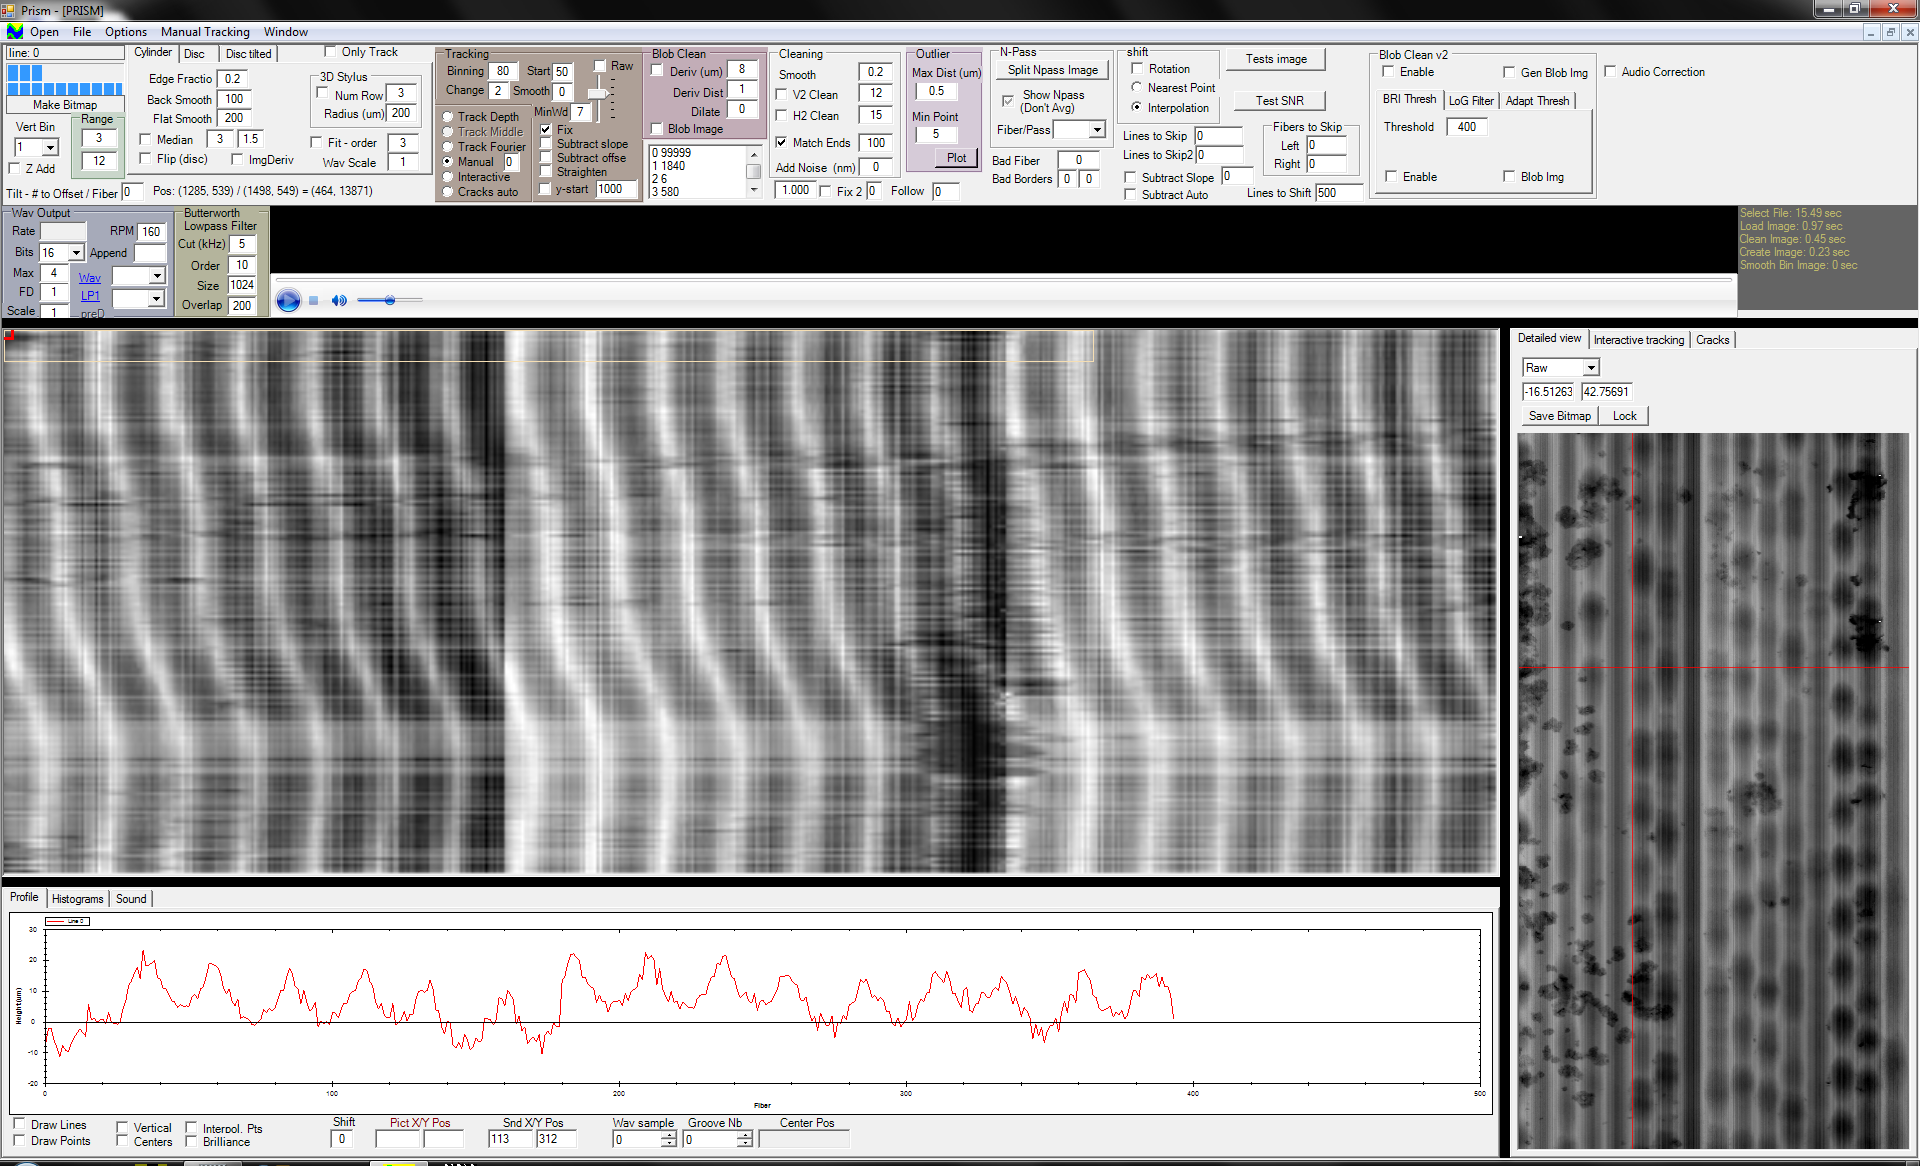 Prism - [PRISM]
Open File Options Manual Tracking Window
line: 0
Make Bitmap
Vert Bin
1
Z Add
Range
3
12
Tilt - # to Offset / Fiber 0
Pos: (1285, 539) / (1498, 549) = (464, 13871)
Cylinder Disc Disc tilted
Only Track
Edge Fractio 0.2
Back Smooth 100
Flat Smooth 200
Median 3 1.5
Flip (disc) ImgDeriv
3D Stylus
Num Row 3
Radius (um) 200
Fit - order 3
Wav Scale 1
Tracking
Binning 80 Start 50 Raw
Change 2 Smooth 0
MinWd 7
Track Depth
Track Middle
Track Fourier
Manual 0
Interactive
Cracks auto
Fix
Subtract slope
Subtract offse
Straighten
y-start 1000
Blob Clean
Deriv (um) 8
Deriv Dist 1
Dilate 0
Blob Image
0 99999
1 1840
2 6
3 580
Cleaning
Smooth 0.2
V2 Clean 12
H2 Clean 15
Match Ends 100
Add Noise (nm) 0
1.000 Fix 2 0 Follow 0
Outlier
Max Dist (um)
0.5
Min Point
5
Plot
N-Pass
Split Npass Image
Show Npass
(Don't Avg)
Fiber/Pass
Bad Fiber 0
Bad Borders 0 0
shift
Rotation
Nearest Point
Interpolation
Lines to Skip 0
Lines to Skip2 0
Subtract Slope 0
Subtract Auto
Tests image
Test SNR
Fibers to Skip
Left 0
Right 0
Lines to Shift 500
Blob Clean v2
Enable Gen Blob Img
BRI Thresh LoG Filter Adapt Thresh
Threshold 400
Enable Blob Img
Audio Correction
Wav Output
Rate RPM 160
Bits 16 Append
Max 4 Wav
FD 1 LP1
Scale 1 preD
Butterworth
Lowpass Filter
Cut (kHz) 5
Order 10
Size 1024
Overlap 200
Select File: 15.49 sec
Load Image: 0.97 sec
Clean Image: 0.45 sec
Create Image: 0.23 sec
Smooth Bin Image: 0 sec
Detailed view Interactive tracking Cracks
Raw
-16.51263 42.75691
Save Bitmap Lock
Profile Histograms Sound
Line 0
30
20
10
0
-10
-20
Height(um)
0 100 200 300 400 500
Fiber
Draw Lines
Draw Points
Vertical
Centers
Interpol. Pts
Brilliance
Shift
0
Pict X/Y Pos
Snd X/Y Pos
113 312
Wav sample
0
Groove Nb
0
Center Pos